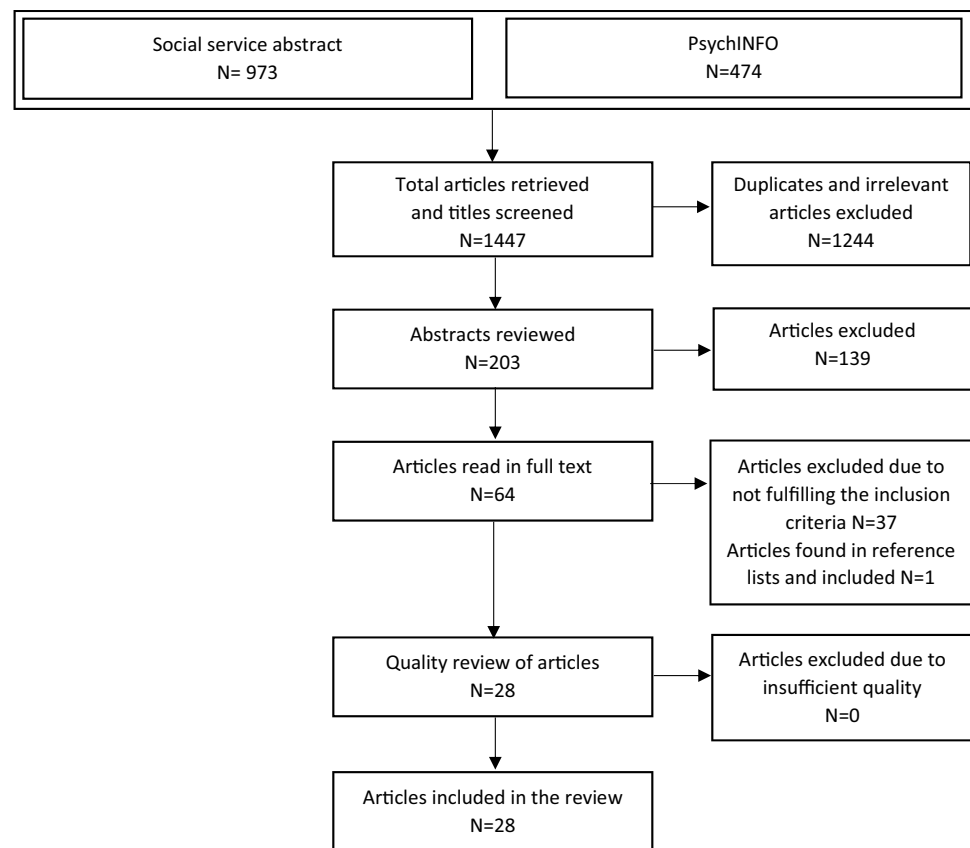 Social service abstract
N= 973
PsychINFO
N=474
Total articles retrieved
and titles screened
N=1447
Duplicates and irrelevant
articles excluded
N=1244
Abstracts reviewed
N=203
Articles excluded
N=139
Articles read in full text
N=64
Articles excluded due to
not fulfilling the inclusion
criteria N=37
Articles found in reference
lists and included N=1
Quality review of articles
N=28
Articles excluded due to
insufficient quality
N=0
Articles included in the review
N=28